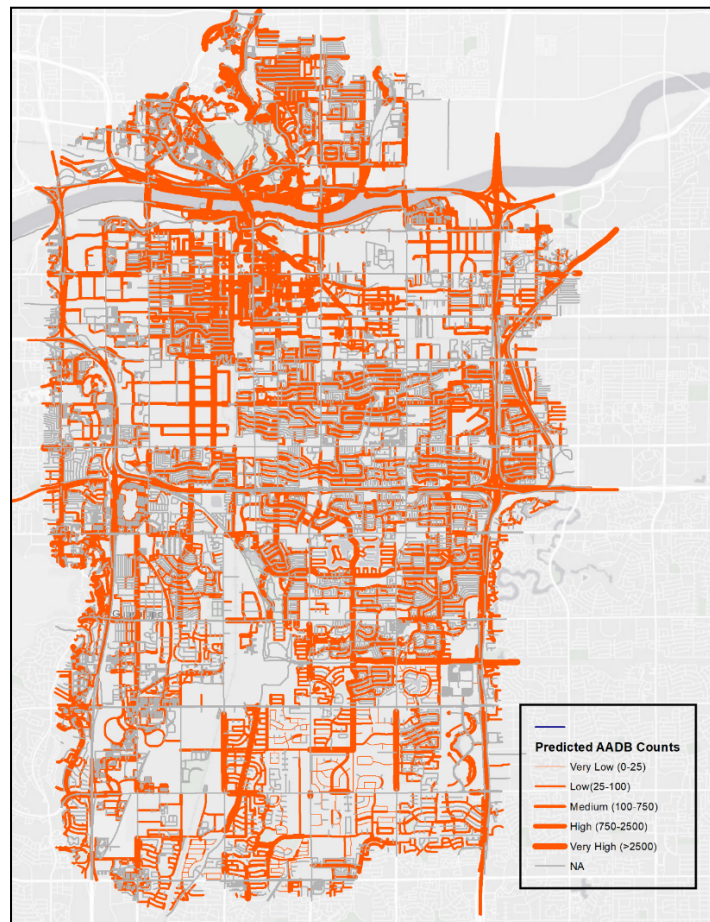 Predicted AADB Counts
Very Low (0-25)
Low(25-100)
Medium (100-750)
High (750-2500)
Very High (>2500)
NA